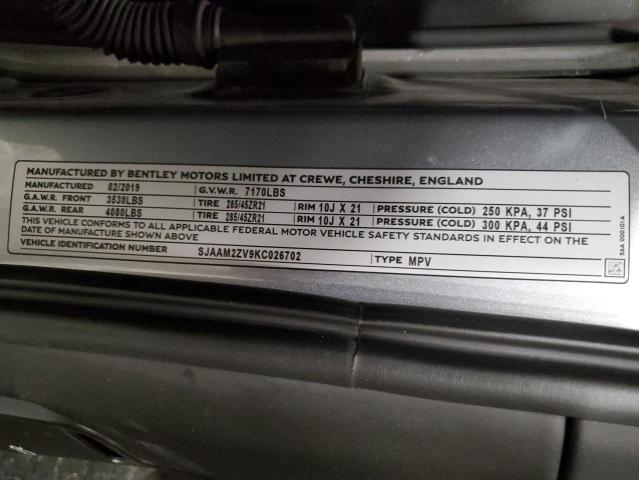 MANUFACTURED BY BENTLEY MOTORS LIMITED AT CREWE, CHESHIRE, ENGLAND
MANUFACTURED 02/2019 G.V.W.R. 7170LBS
G.A.W.R. FRONT 3530LBS TIRE 285/45ZR21 RIM 10J X 21 PRESSURE (COLD) 250 KPA, 37 PSI
G.A.W.R. REAR 4080LBS TIRE 285/45ZR21 RIM 10J X 21 PRESSURE (COLD) 300 KPA, 44 PSI
THIS VEHICLE CONFORMS TO ALL APPLICABLE FEDERAL MOTOR VEHICLE SAFETY STANDARDS IN EFFECT ON THE
DATE OF MANUFACTURE SHOWN ABOVE.
VEHICLE IDENTIFICATION NUMBER SJAAM2ZV9KC026702 TYPE MPV
36A 000101A